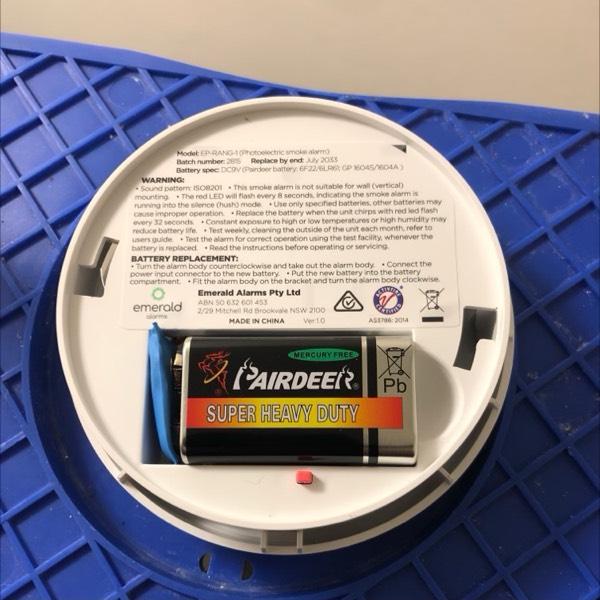 Model: EP-RANG-1 (Photoelectric smoke alarm)
Batch number: 2815 Replace by end: July 2033
Battery spec: DC9V (Pairdeer battery: 6F22/6LR61; GP 1604S/1604A )
WARNING:
• Sound pattern: ISO8201 • This smoke alarm is not suitable for wall (vertical)
mounting. • The red LED will flash every 8 seconds, indicating the smoke alarm is
running into the silence (hush) mode. • Use only specified batteries, other batteries may
cause improper operation. • Replace the battery when the unit chirps with red led flash
every 32 seconds. • Constant exposure to high or low temperatures or high humidity may
reduce battery life. • Test weekly, cleaning the outside of the unit each month, refer to
users guide. • Test the alarm for correct operation using the test facility, whenever the
battery is replaced. • Read the instructions before operating or servicing.
BATTERY REPLACEMENT:
• Turn the alarm body counterclockwise and take out the alarm body. • Connect the
power input connector to the new battery. • Put the new battery into the battery
compartment. • Fit the alarm body on the bracket and turn the alarm body clockwise.
emerald
alarms
Emerald Alarms Pty Ltd
ABN 50 632 601 453
2/29 Mitchell Rd Brookvale NSW 2100
MADE IN CHINA Ver:1.0
AS3786: 2014
MERCURY FREE
PAIRDEER®
SUPER HEAVY DUTY
Pb